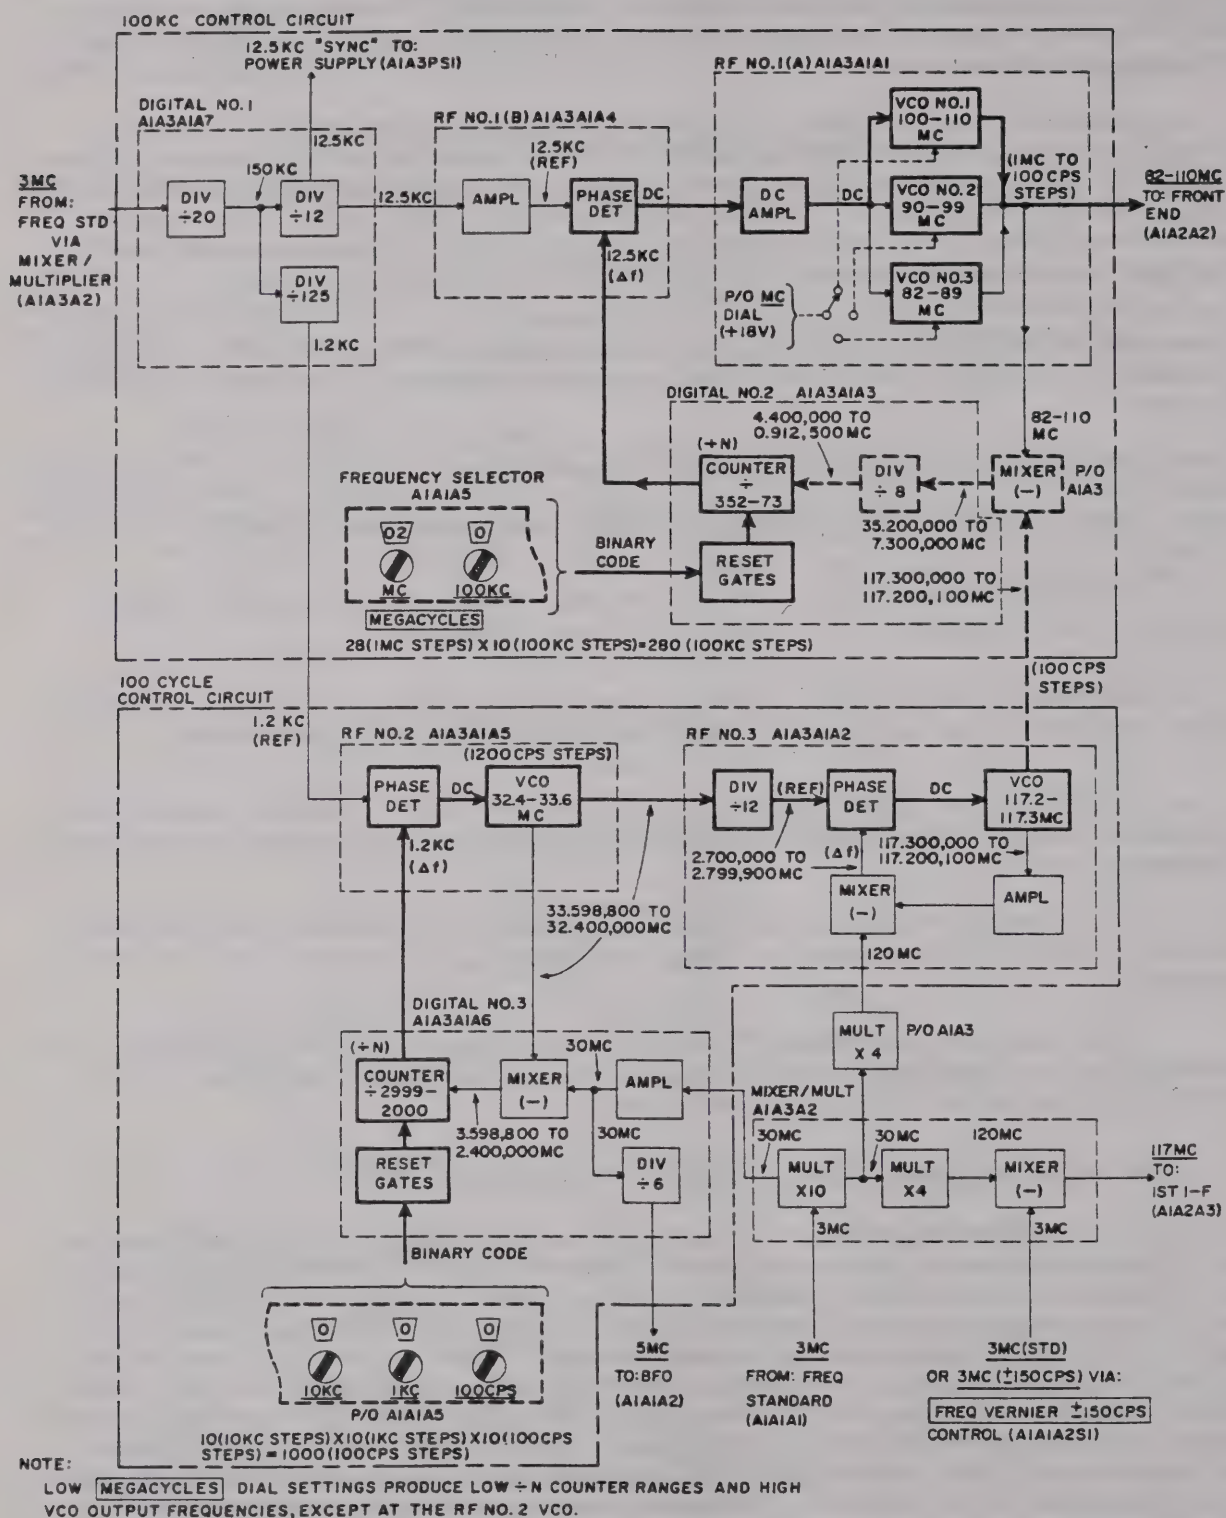 100KC CONTROL CIRCUIT
12.5KC "SYNC" TO:
POWER SUPPLY(A1A3PS1)
DIGITAL NO.1
A1A3A1A7
12.5KC
150KC
3MC
FROM:
FREQ STD
VIA
MIXER/
MULTIPLIER
(A1A3A2)
DIV
÷20
DIV
÷12
DIV
÷125
1.2KC
12.5KC
RF NO.1(B)A1A3A1A4
12.5KC
(REF)
AMPL
PHASE
DET
DC
12.5KC
(Δf)
RF NO.1(A)A1A3A1A1
DC
AMPL
DC
VCO NO.1
100-110
MC
VCO NO.2
90-99
MC
VCO NO.3
82-89
MC
(1MC TO
100CPS
STEPS)
82-110MC
TO: FRONT
END
(A1A2A2)
P/O MC
DIAL
(+18V)
DIGITAL NO.2 A1A3A1A3
4.400,000 TO
0.912,500MC
82-110
MC
(÷N)
COUNTER
÷
352-73
DIV
÷8
MIXER
(-)
P/O
A1A3
35.200,000 TO
7.300,000MC
FREQUENCY SELECTOR
A1A1A5
02
0
MC
100KC
MEGACYCLES
BINARY
CODE
RESET
GATES
117.300,000 TO
117.200,100MC
28(1MC STEPS)X10(100KC STEPS)=280(100KC STEPS)
(100CPS
STEPS)
100 CYCLE
CONTROL CIRCUIT
1.2 KC
(REF)
RF NO.2 A1A3A1A5
(1200CPS STEPS)
PHASE
DET
DC
VCO
32.4-33.6
MC
1.2KC
(Δf)
RF NO.3 A1A3A1A2
DIV
÷12
(REF)
PHASE
DET
DC
VCO
117.2-
117.3MC
2.700,000 TO
2.799,900MC
(Δf)
117.300,000 TO
117.200,100MC
MIXER
(-)
AMPL
33.598,800 TO
32.400,000MC
120MC
DIGITAL NO.3
A1A3A1A6
(÷N)
COUNTER
÷2999-
2000
MIXER
(-)
30MC
AMPL
3.598,800 TO
2.400,000MC
30MC
RESET
GATES
DIV
÷6
MULT
X 4
P/O A1A3
MIXER/MULT
A1A3A2
30MC
30MC
120MC
MULT
X10
MULT
X4
MIXER
(-)
3MC
3MC
117MC
TO:
1ST I-F
(A1A2A3)
BINARY CODE
0
0
0
10KC
1KC
100CPS
P/O A1A1A5
10(10KC STEPS)X10(1KC STEPS)X10(100CPS
STEPS)=1000(100CPS STEPS)
5MC
TO:BFO
(A1A1A2)
3MC
FROM: FREQ
STANDARD
(A1A1A1)
3MC(STD)
OR 3MC(±150CPS) VIA:
FREQ VERNIER ±150CPS
CONTROL (A1A1A2S1)
NOTE:
LOW MEGACYCLES DIAL SETTINGS PRODUCE LOW ÷N COUNTER RANGES AND HIGH
VCO OUTPUT FREQUENCIES, EXCEPT AT THE RF NO.2 VCO.